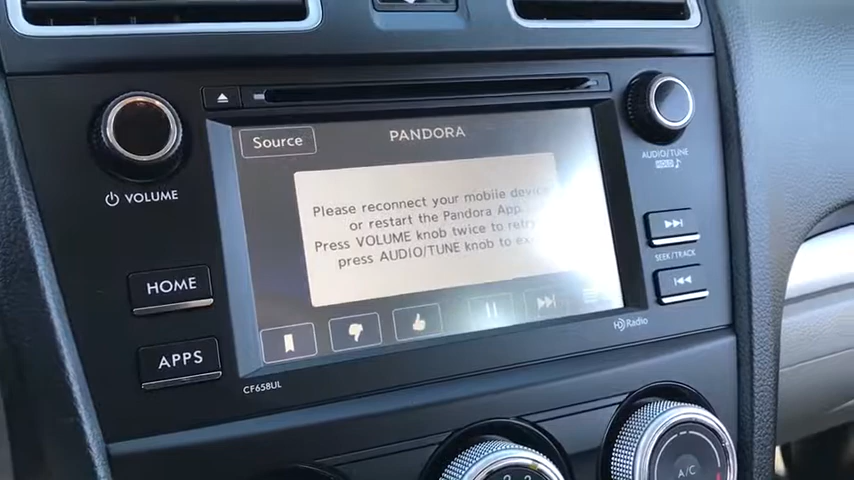 Source
PANDORA
AUDIO/TUNE
HOLD
VOLUME
Please reconnect your mobile device
or restart the Pandora App.
Press VOLUME knob twice to retry
press AUDIO/TUNE knob to
SEEK/TRACK
HOME
HD Radio
APPS
CF658UL
A/C